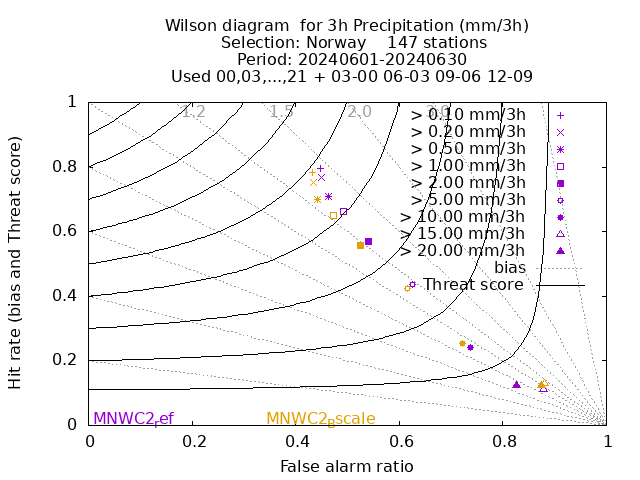 Wilson diagram  for 3h Precipitation (mm/3h)
Selection: Norway    147 stations
Period: 20240601-20240630
Used 00,03,...,21 + 03-00 06-03 09-06 12-09
Hit rate (bias and Threat score)
1
0.8
0.6
0.4
0.2
0
1.2
1.5
2.0
3.0
> 0.10 mm/3h
> 0.20 mm/3h
> 0.50 mm/3h
> 1.00 mm/3h
> 2.00 mm/3h
> 5.00 mm/3h
> 10.00 mm/3h
> 15.00 mm/3h
> 20.00 mm/3h
bias
Threat score
MNWC2ref
MNWC2Bscale
0
0.2
0.4
0.6
0.8
1
False alarm ratio